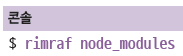 콘솔
$ rimraf node_modules